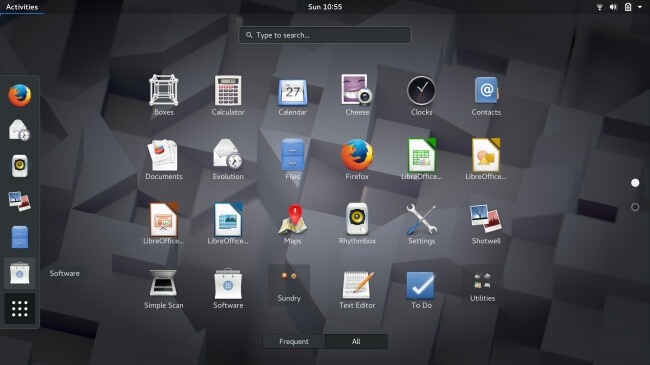 Activities
Sun 10:55
Type to search...
Boxes
Calculator
27
Calendar
Cheese
Clocks
@
Contacts
Documents
Evolution
Files
Firefox
LibreOffice...
LibreOffice...
LibreOffice...
LibreOffice...
Maps
Rhythmbox
Settings
Shotwell
Software
Simple Scan
Software
Sundry
Text Editor
To Do
Utilities
Frequent
All